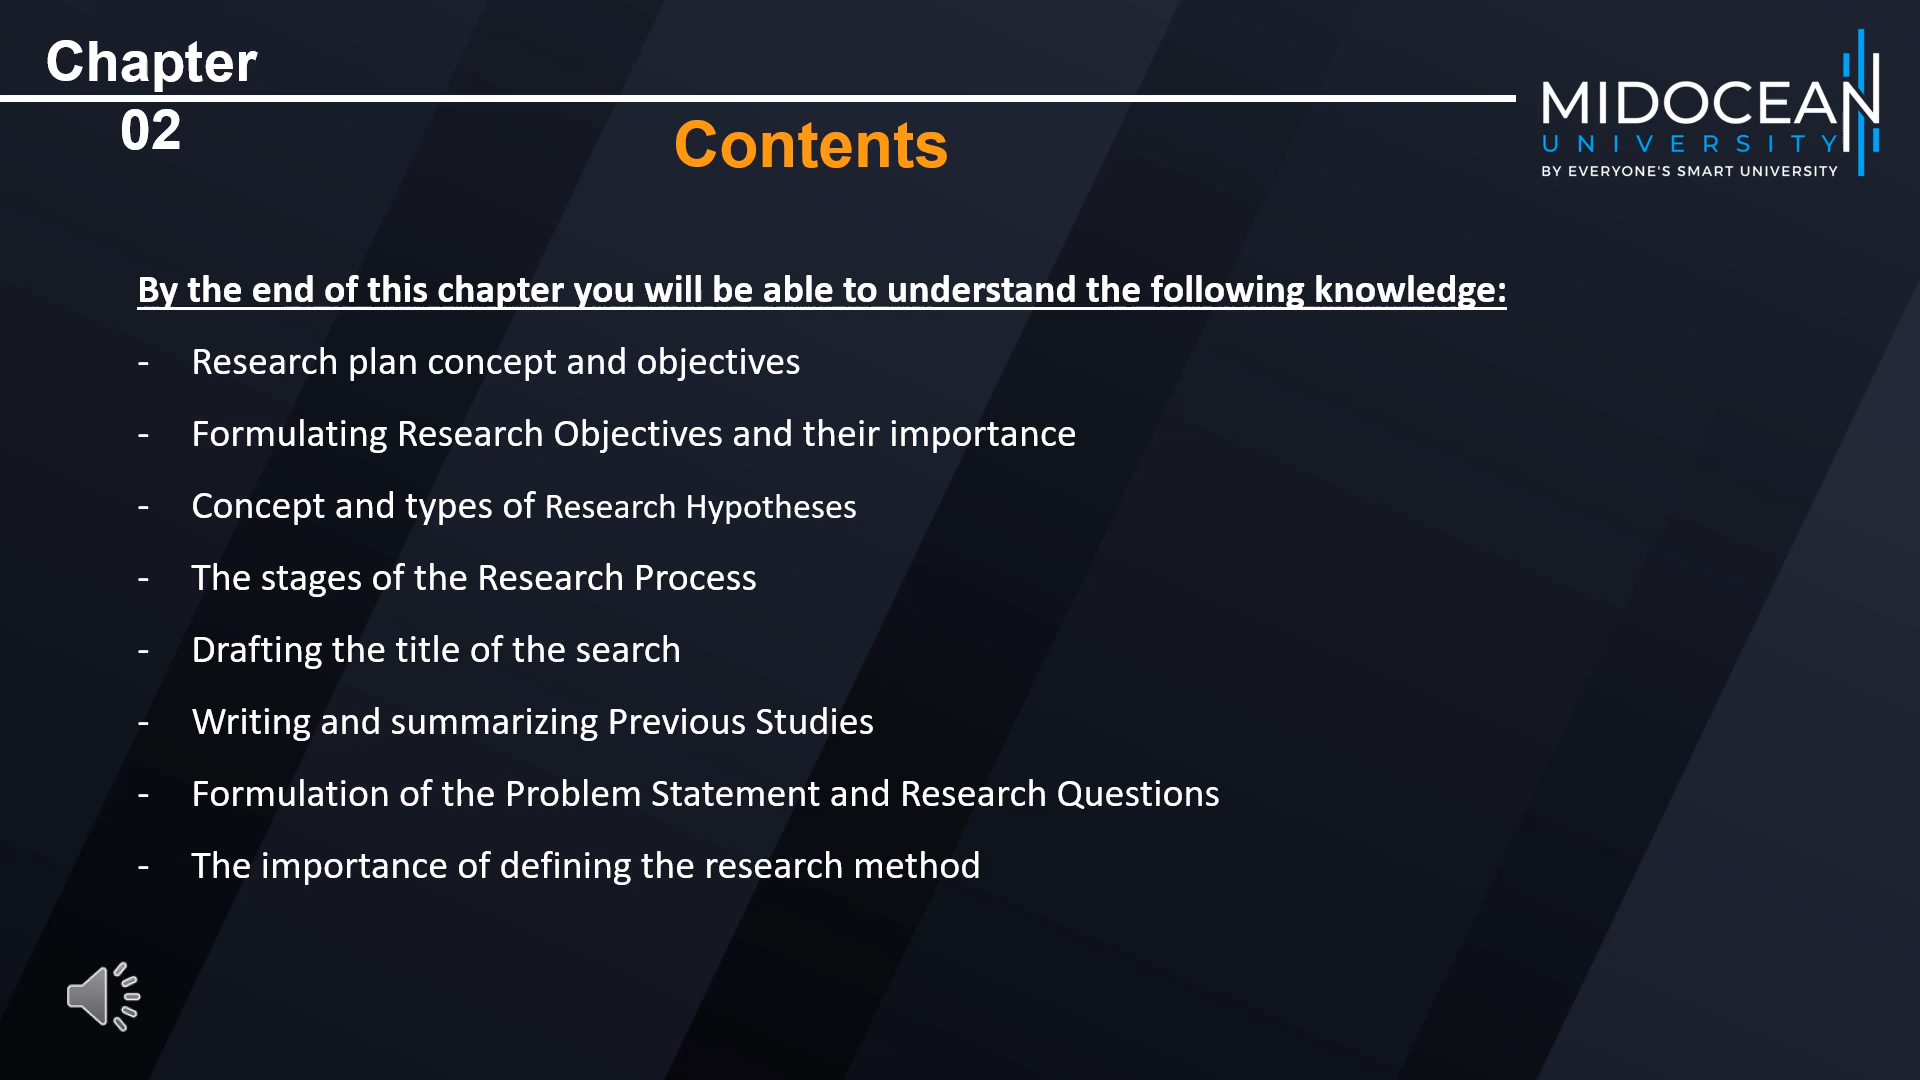 Chapter
02
Contents
MIDOCEAN
UNIVERSITY
BY EVERYONE'S SMART UNIVERSITY
By the end of this chapter you will be able to understand the following knowledge:
- Research plan concept and objectives
- Formulating Research Objectives and their importance
- Concept and types of Research Hypotheses
- The stages of the Research Process
- Drafting the title of the search
- Writing and summarizing Previous Studies
- Formulation of the Problem Statement and Research Questions
- The importance of defining the research method